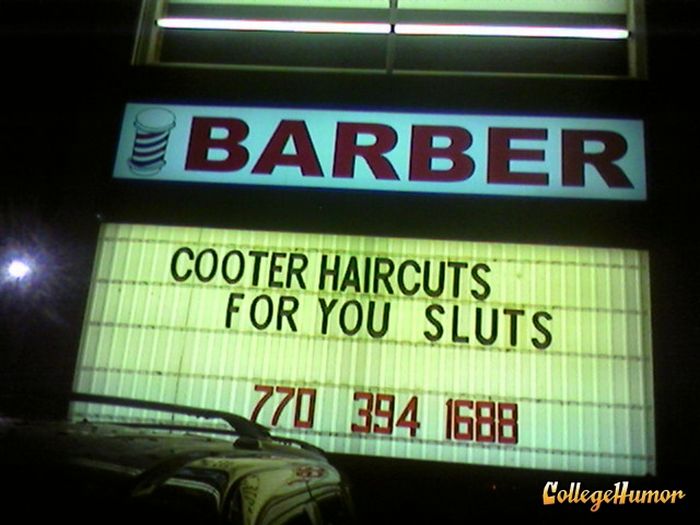 BARBER
COOTER HAIRCUTS
FOR YOU SLUTS
770 394 1688
CollegeHumor